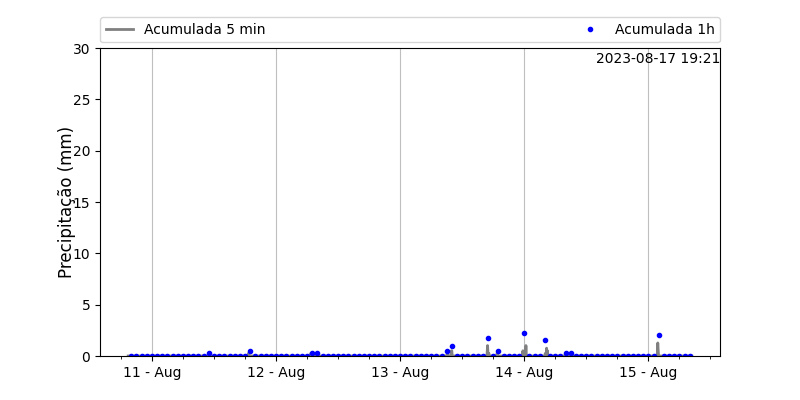 Acumulada 5 min
Acumulada 1h
2023-08-17 19:21
Precipitação (mm)
30
25
20
15
10
5
0
11 - Aug
12 - Aug
13 - Aug
14 - Aug
15 - Aug